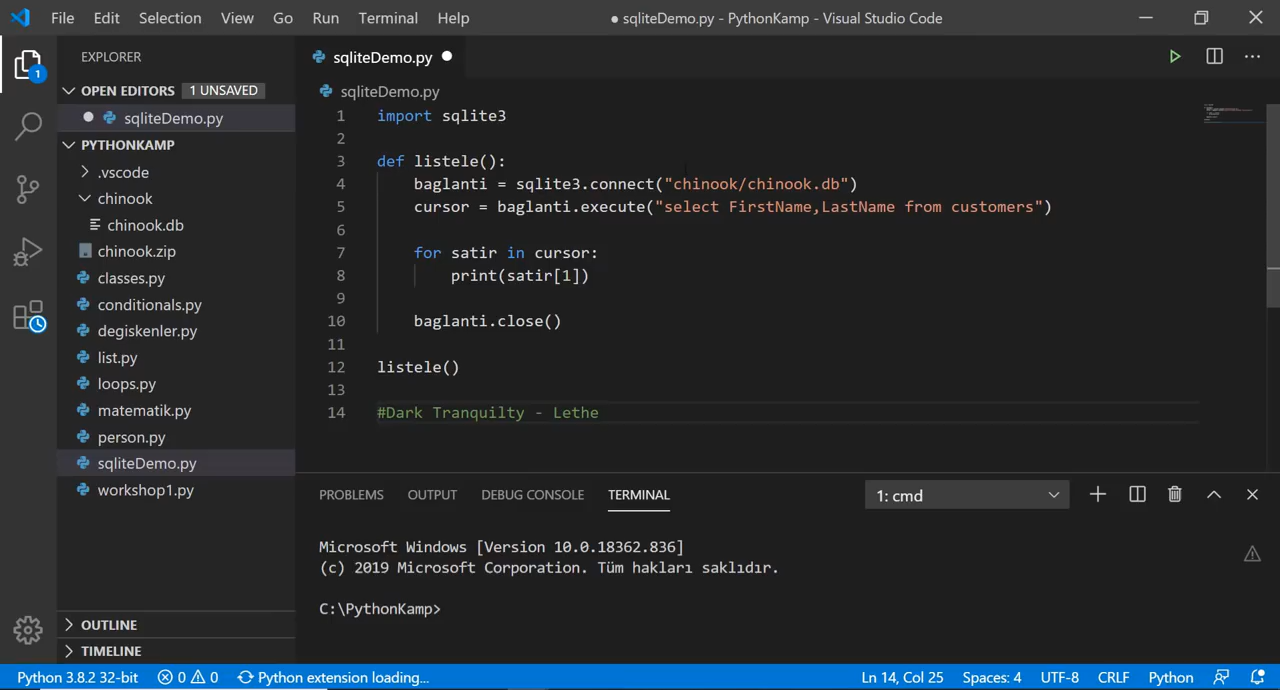 File Edit Selection View Go Run Terminal Help
● sqliteDemo.py - PythonKamp - Visual Studio Code
EXPLORER
OPEN EDITORS 1 UNSAVED
sqliteDemo.py
PYTHONKAMP
.vscode
chinook
chinook.db
chinook.zip
classes.py
conditionals.py
degiskenler.py
list.py
loops.py
matematik.py
person.py
sqliteDemo.py
workshop1.py
OUTLINE
TIMELINE
1
sqliteDemo.py
sqliteDemo.py
1 import sqlite3
2
3 def listele():
4     baglanti = sqlite3.connect("chinook/chinook.db")
5     cursor = baglanti.execute("select FirstName,LastName from customers")
6
7     for satir in cursor:
8         print(satir[1])
9
10     baglanti.close()
11
12 listele()
13
14 #Dark Tranquilty - Lethe
PROBLEMS OUTPUT DEBUG CONSOLE TERMINAL 1: cmd
Microsoft Windows [Version 10.0.18362.836]
(c) 2019 Microsoft Corporation. Tüm hakları saklıdır.
C:\PythonKamp>
Python 3.8.2 32-bit 0 0 Python extension loading... Ln 14, Col 25 Spaces: 4 UTF-8 CRLF Python